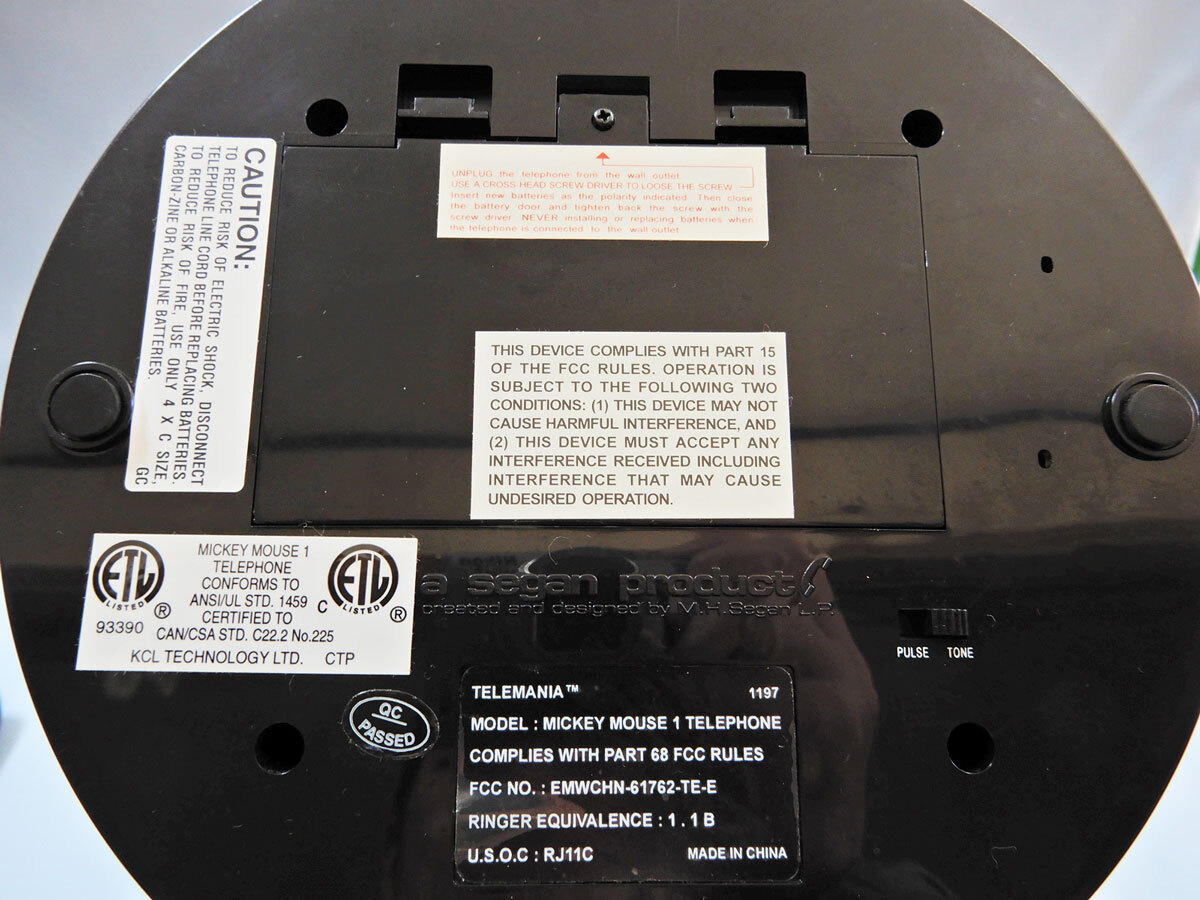 UNPLUG the telephone from the wall outlet.
USE A CROSS-HEAD SCREW DRIVER TO LOOSE THE SCREW
Insert new batteries as the polarity indicated. Then close
the battery door and tighten back the screw with the
screw driver. NEVER installing or replacing batteries when
the telephone is connected to the wall outlet
CAUTION:
TO REDUCE RISK OF ELECTRIC SHOCK, DISCONNECT
TELEPHONE LINE CORD BEFORE REPLACING BATTERIES.
TO REDUCE RISK OF FIRE, USE ONLY 4 X C SIZE,
CARBON-ZINE OR ALKALINE BATTERIES.
GC
THIS DEVICE COMPLIES WITH PART 15
OF THE FCC RULES. OPERATION IS
SUBJECT TO THE FOLLOWING TWO
CONDITIONS: (1) THIS DEVICE MAY NOT
CAUSE HARMFUL INTERFERENCE, AND
(2) THIS DEVICE MUST ACCEPT ANY
INTERFERENCE RECEIVED INCLUDING
INTERFERENCE THAT MAY CAUSE
UNDESIRED OPERATION.
ETL
LISTED
®
93390
MICKEY MOUSE 1
TELEPHONE
CONFORMS TO
ANSI/UL STD. 1459
CERTIFIED TO
CAN/CSA STD. C22.2 No.225
KCL TECHNOLOGY LTD. CTP
C
ETL
LISTED
®
a segan product
created and designed by M.H.Segan L.P.
PULSE TONE
QC
PASSED
TELEMANIA™ 1197
MODEL : MICKEY MOUSE 1 TELEPHONE
COMPLIES WITH PART 68 FCC RULES
FCC NO. : EMWCHN-61762-TE-E
RINGER EQUIVALENCE : 1 . 1 B
U.S.O.C : RJ11C MADE IN CHINA